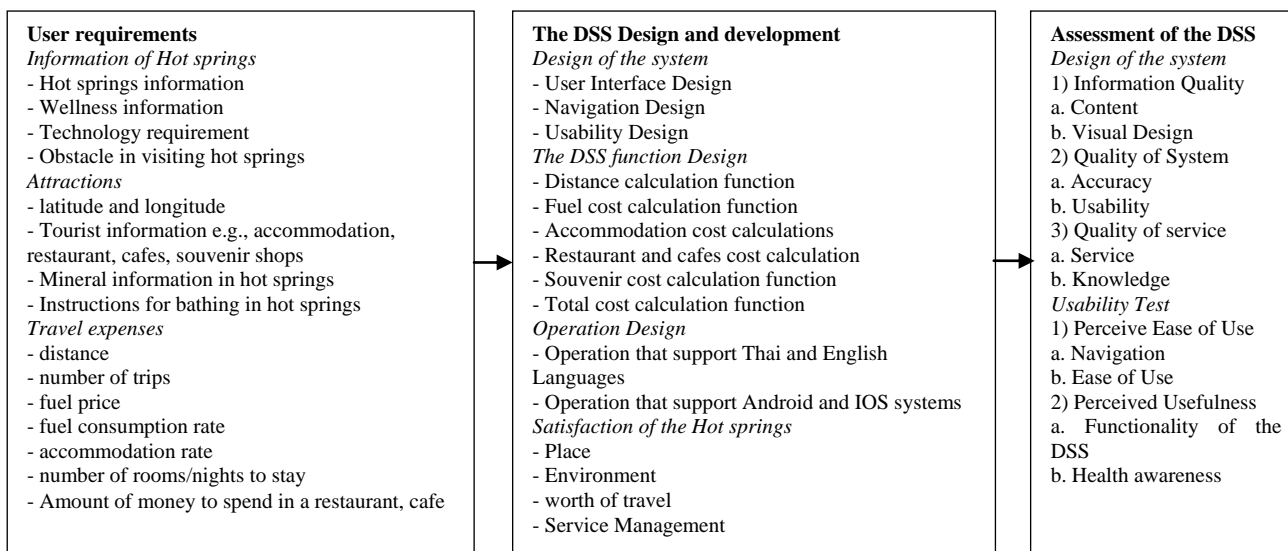 User requirements
Information of Hot springs
- Hot springs information
- Wellness information
- Technology requirement
- Obstacle in visiting hot springs
Attractions
- latitude and longitude
- Tourist information e.g., accommodation,
restaurant, cafes, souvenir shops
- Mineral information in hot springs
- Instructions for bathing in hot springs
Travel expenses
- distance
- number of trips
- fuel price
- fuel consumption rate
- accommodation rate
- number of rooms/nights to stay
- Amount of money to spend in a restaurant, cafe
The DSS Design and development
Design of the system
- User Interface Design
- Navigation Design
- Usability Design
The DSS function Design
- Distance calculation function
- Fuel cost calculation function
- Accommodation cost calculations
- Restaurant and cafes cost calculation
- Souvenir cost calculation function
- Total cost calculation function
Operation Design
- Operation that support Thai and English
Languages
- Operation that support Android and IOS systems
Satisfaction of the Hot springs
- Place
- Environment
- worth of travel
- Service Management
Assessment of the DSS
Design of the system
1) Information Quality
a. Content
b. Visual Design
2) Quality of System
a. Accuracy
b. Usability
3) Quality of service
a. Service
b. Knowledge
Usability Test
1) Perceive Ease of Use
a. Navigation
b. Ease of Use
2) Perceived Usefulness
a. Functionality of the
DSS
b. Health awareness